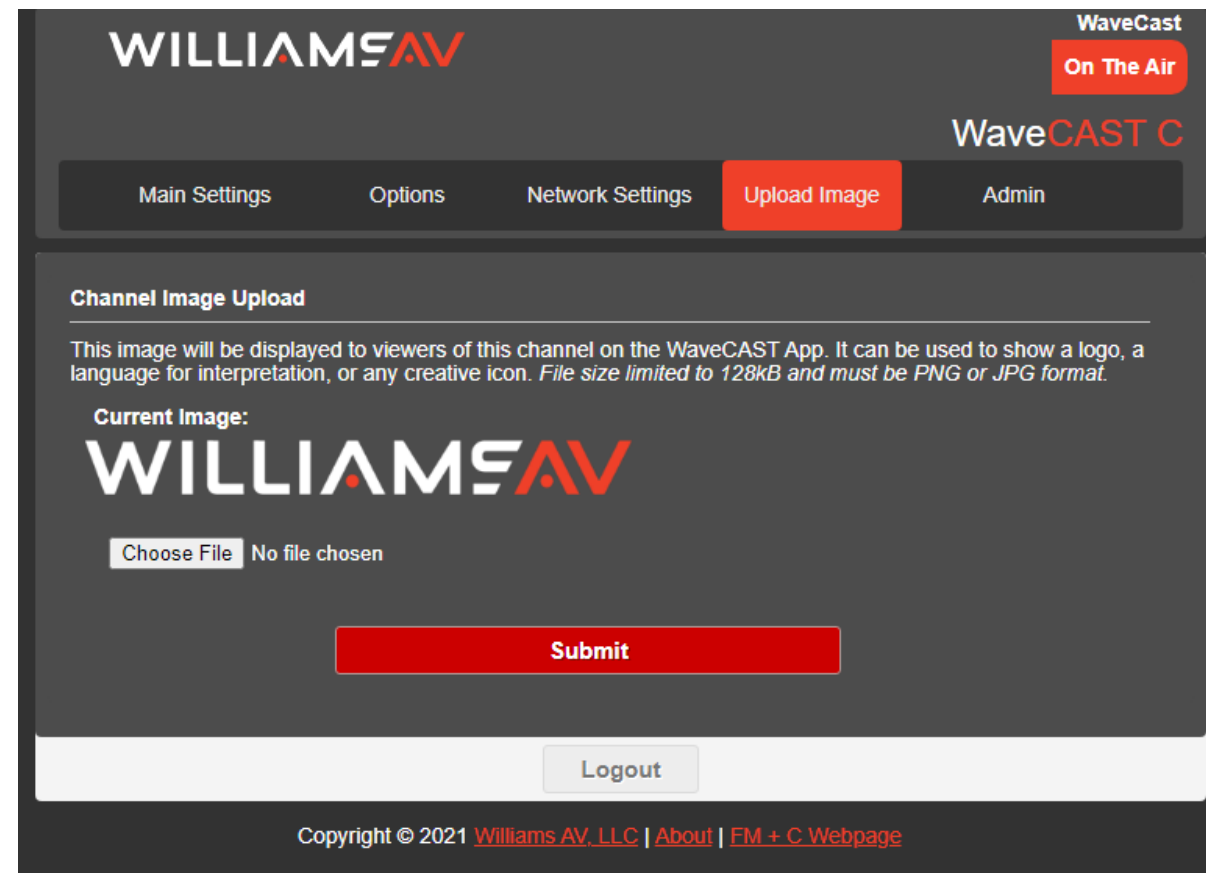 WILLIAMSAV
WaveCast
On The Air
WaveCAST C
Main Settings Options Network Settings Upload Image Admin
Channel Image Upload
This image will be displayed to viewers of this channel on the WaveCAST App. It can be used to show a logo, a
language for interpretation, or any creative icon. File size limited to 128kB and must be PNG or JPG format.
Current Image:
WILLIAMSAV
Choose File No file chosen
Submit
Logout
Copyright © 2021 Williams AV, LLC | About | FM + C Webpage